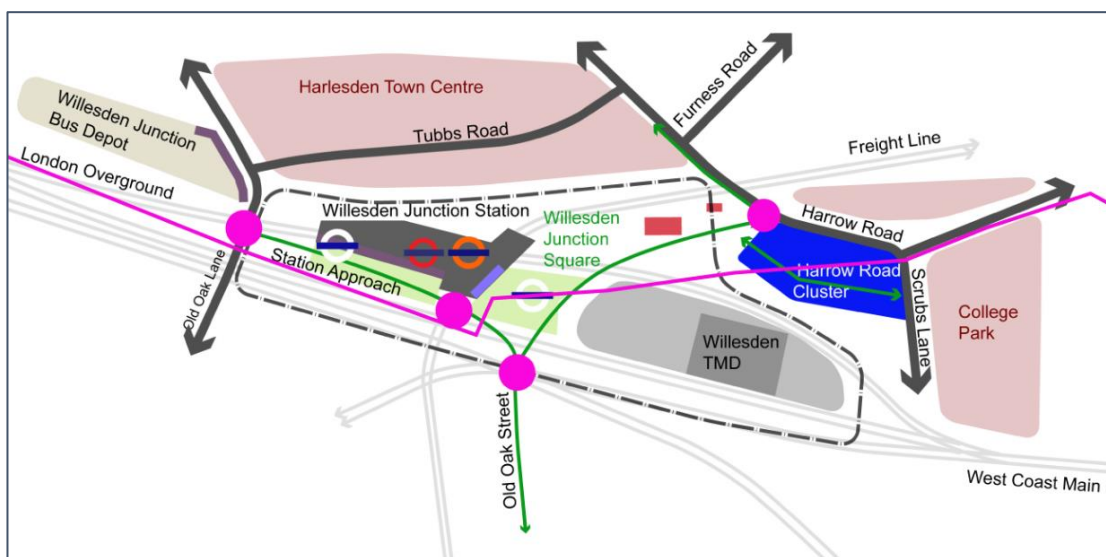 Harlesden Town Centre
Furness Road
Willesden Junction
Bus Depot
Tubbs Road
Freight Line
London Overground
Willesden Junction Station
Willesden
Junction
Square
Harrow Road
Station Approach
Old Oak Lane
Harrow Road
Cluster
Scrubs Lane
College
Park
Willesden
TMD
Old Oak Street
West Coast Main